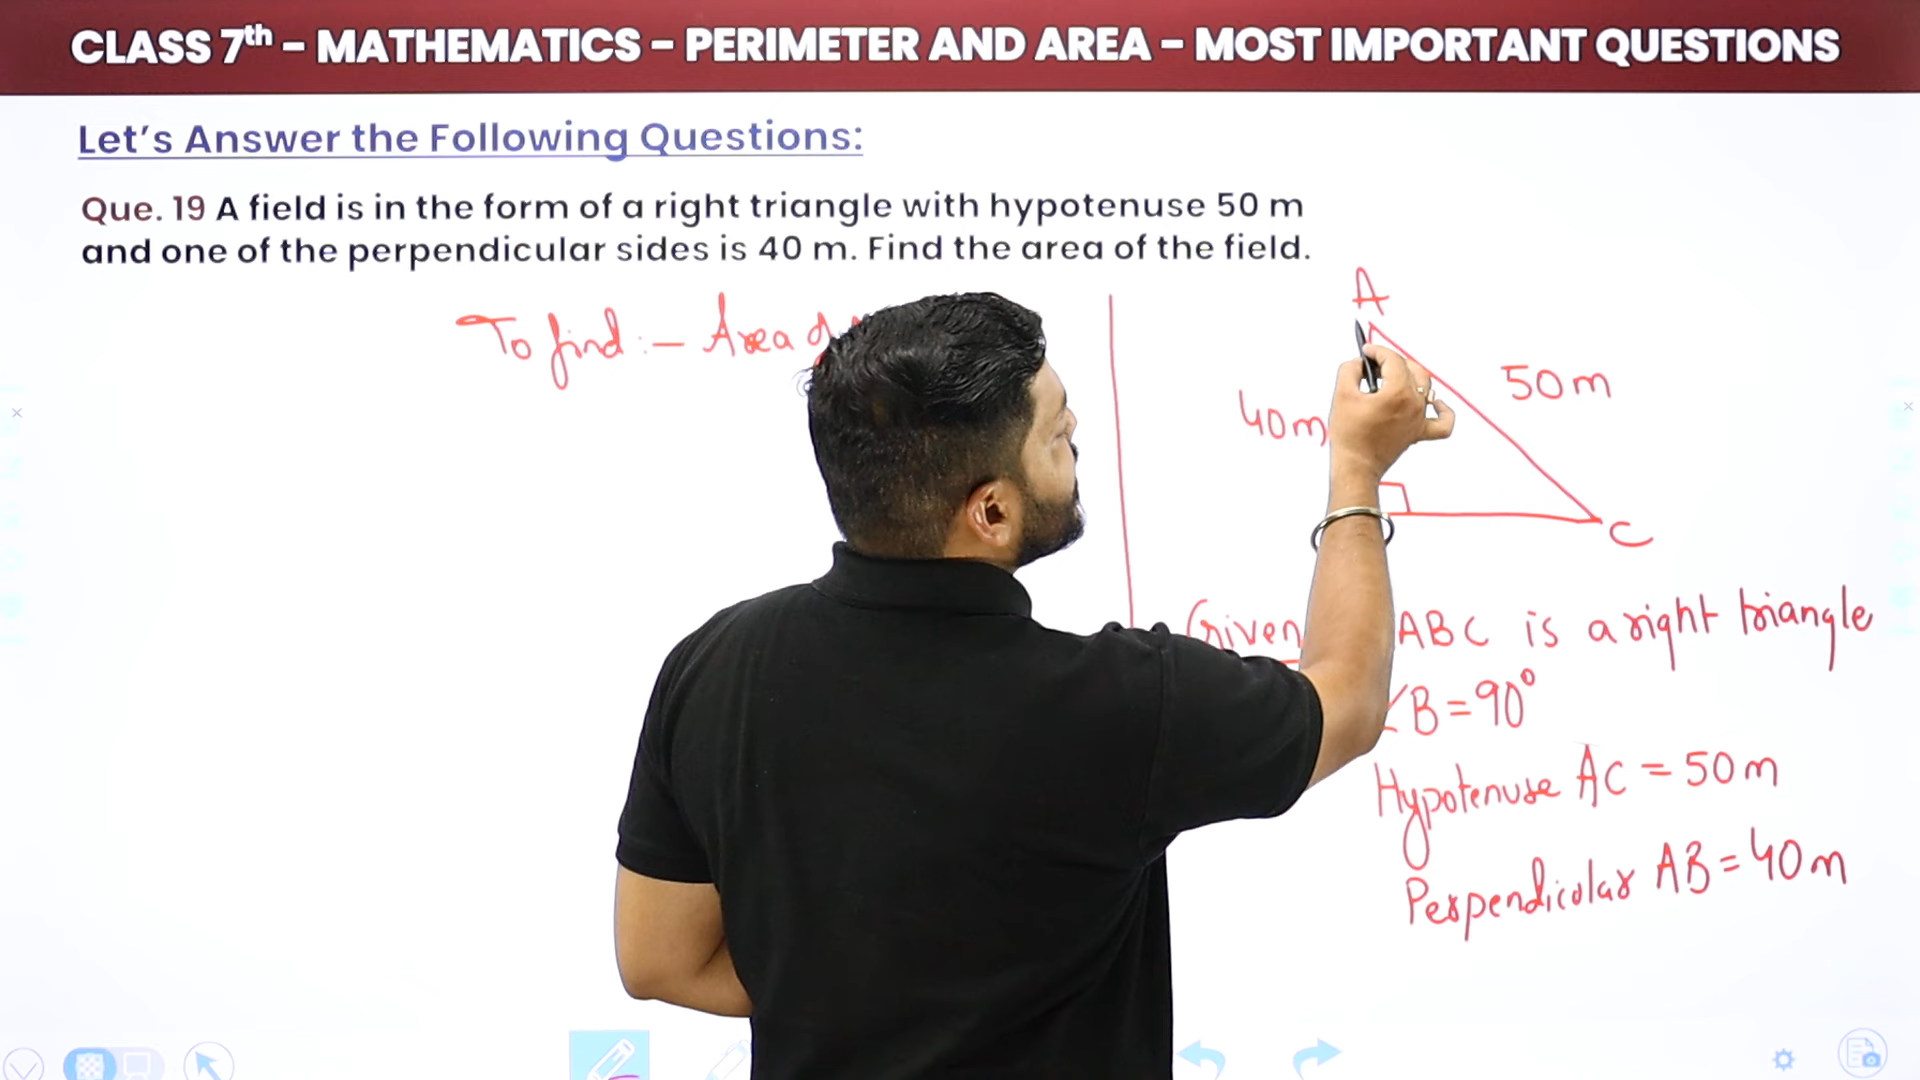 CLASS 7th – MATHEMATICS – PERIMETER AND AREA – MOST IMPORTANT QUESTIONS
Let's Answer the Following Questions:
Que. 19 A field is in the form of a right triangle with hypotenuse 50 m
and one of the perpendicular sides is 40 m. Find the area of the field.
To find :- Area of
A
50m
40m
C
Given ABC is a right triangle
∠B=90°
Hypotenuse AC = 50m
Perpendicular AB=40m